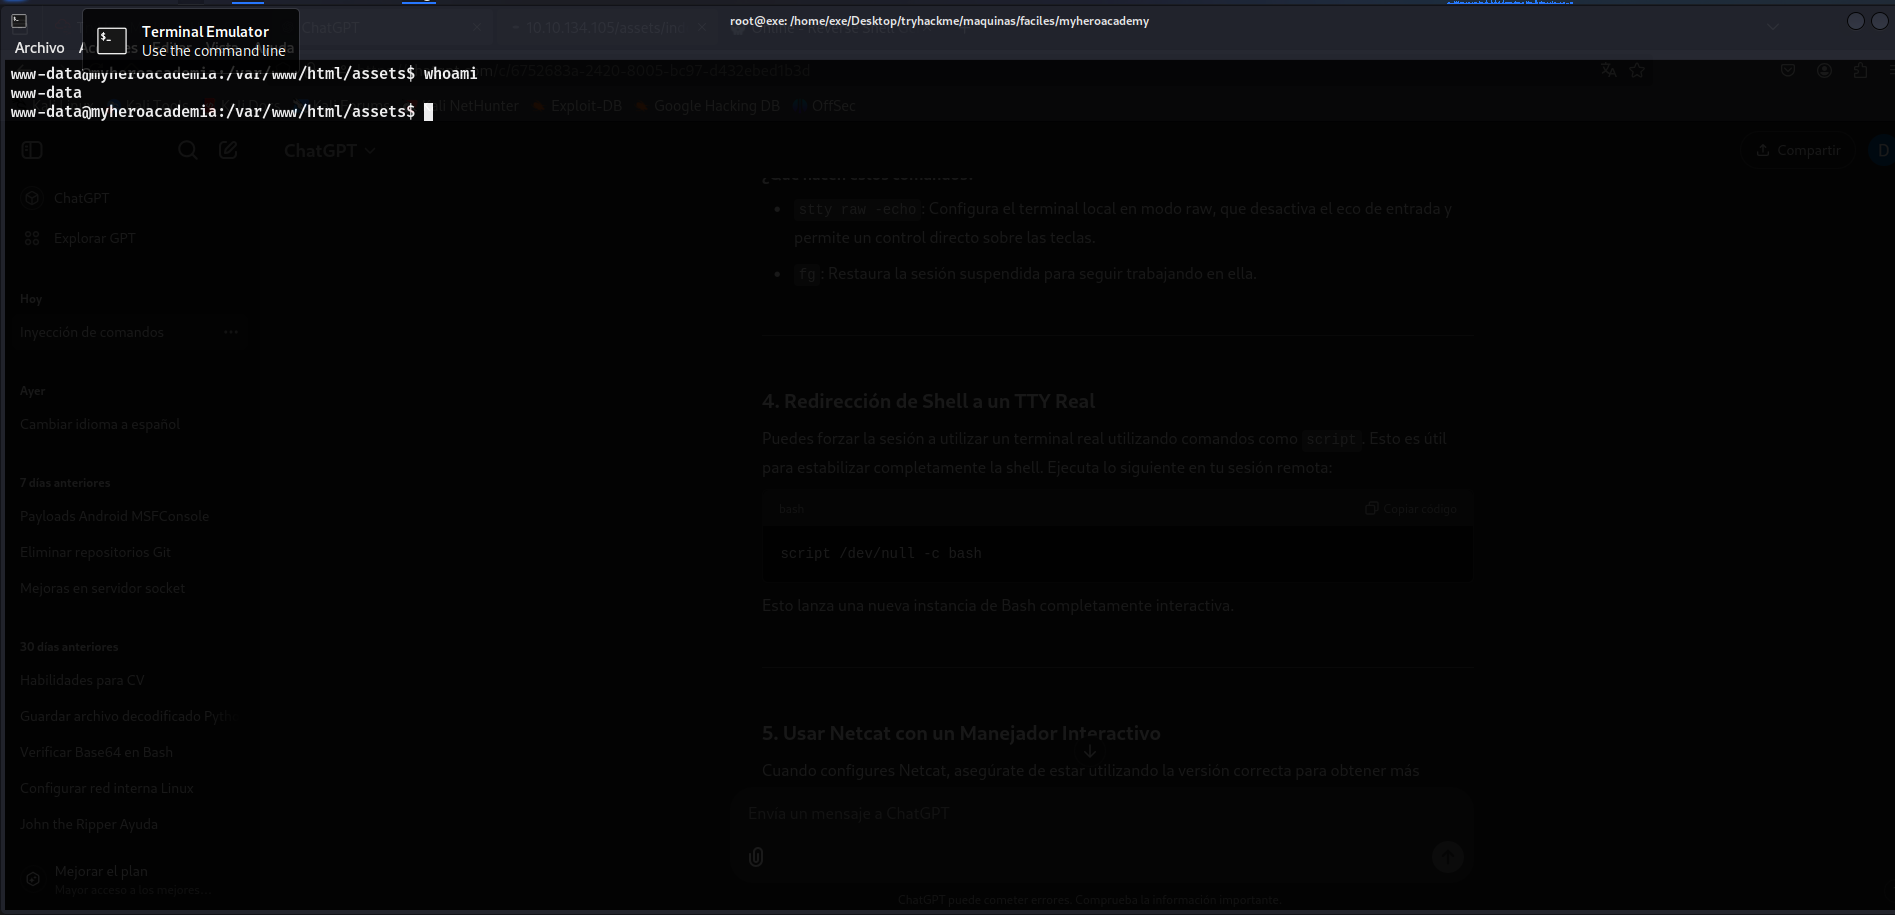 root@exe: /home/exe/Desktop/tryhackme/maquinas/faciles/myheroacademy
Terminal Emulator
Use the command line
ChatGPT
10.10.134.105/assets/in
Archivo
www-data@myheroacademia:/var/www/html/assets$ whoami
www-data
www-data@myheroacademia:/var/www/html/assets$
Kali NetHunter
Exploit-DB
Google Hacking DB
OffSec
ChatGPT
Compartir
D
ChatGPT
Explorar GPT
Hoy
Inyección de comandos
Ayer
Cambiar idioma a español
7 días anteriores
Payloads Android MSFConsole
Eliminar repositorios Git
Mejoras en servidor socket
30 días anteriores
Habilidades para CV
Guardar archivo decodificado Pyth
Verificar Base64 en Bash
Configurar red interna Linux
John the Ripper Ayuda
Mejorar el plan
Mayor acceso a los mejores...
stty raw -echo: Configura el terminal local en modo raw, que desactiva el eco de entrada y
permite un control directo sobre las teclas.
fg: Restaura la sesión suspendida para seguir trabajando en ella.
4. Redirección de Shell a un TTY Real
Puedes forzar la sesión a utilizar un terminal real utilizando comandos como script. Esto es útil
para estabilizar completamente la shell. Ejecuta lo siguiente en tu sesión remota:
bash
Copiar código
script /dev/null -c bash
Esto lanza una nueva instancia de Bash completamente interactiva.
5. Usar Netcat con un Manejador Interactivo
Cuando configures Netcat, asegúrate de estar utilizando la versión correcta para obtener más
Envía un mensaje a ChatGPT
ChatGPT puede cometer errores. Comprueba la información importante.